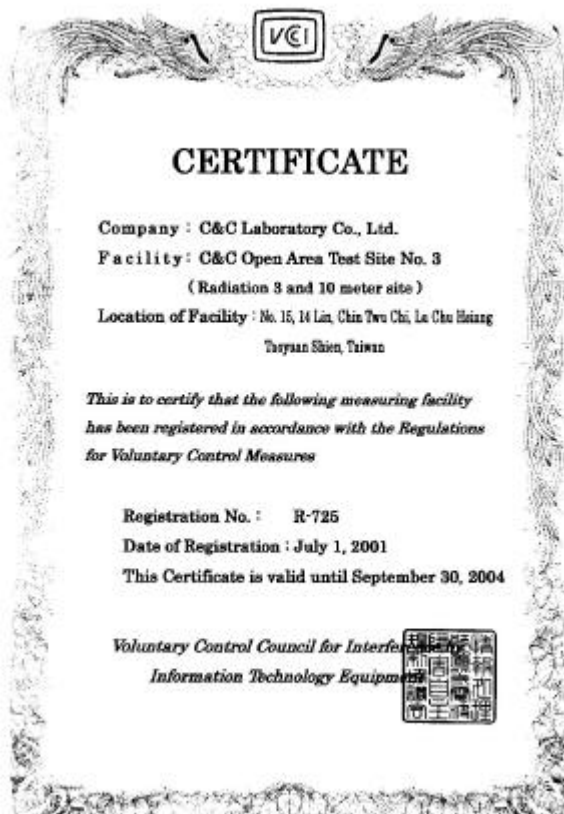 VCCI
CERTIFICATE
Company : C&C Laboratory Co., Ltd.
Facility : C&C Open Area Test Site No. 3
( Radiation 3 and 10 meter site )
Location of Facility : No. 15, 14 Lin, Chin Twu Chi, Lu Chu Hsiang
Taoyuan Shien, Taiwan
This is to certify that the following measuring facility
has been registered in accordance with the Regulations
for Voluntary Control Measures
Registration No. : R-725
Date of Registration : July 1, 2001
This Certificate is valid until September 30, 2004
Voluntary Control Council for Interference by
Information Technology Equipment